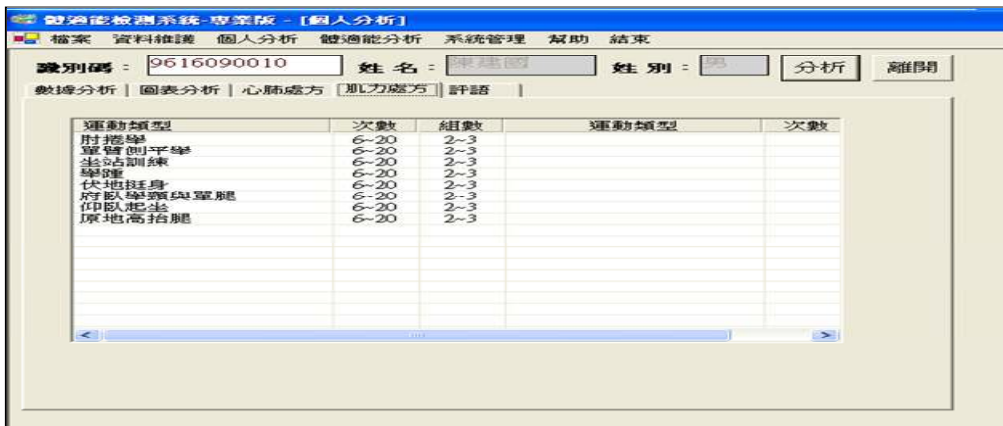 體適能檢測系統-專業版 - [個人分析]
檔案 資料維護 個人分析 體適能分析 系統管理 幫助 結束
識別碼： 9616090010 姓 名： 陳建國 姓 別： 男 分析 離開
數據分析 圖表分析 心肺處方 肌力處方 評語
運動類型 次數 組數 運動類型 次數
肘捲舉 6~20 2~3
單臂側平舉 6~20 2~3
坐站訓練 6~20 2~3
舉踵 6~20 2~3
伏地挺身 6~20 2~3
府臥舉頸與單腿 6-20 2-3
仰臥起坐 6~20 2~3
原地高抬腿 6~20 2~3